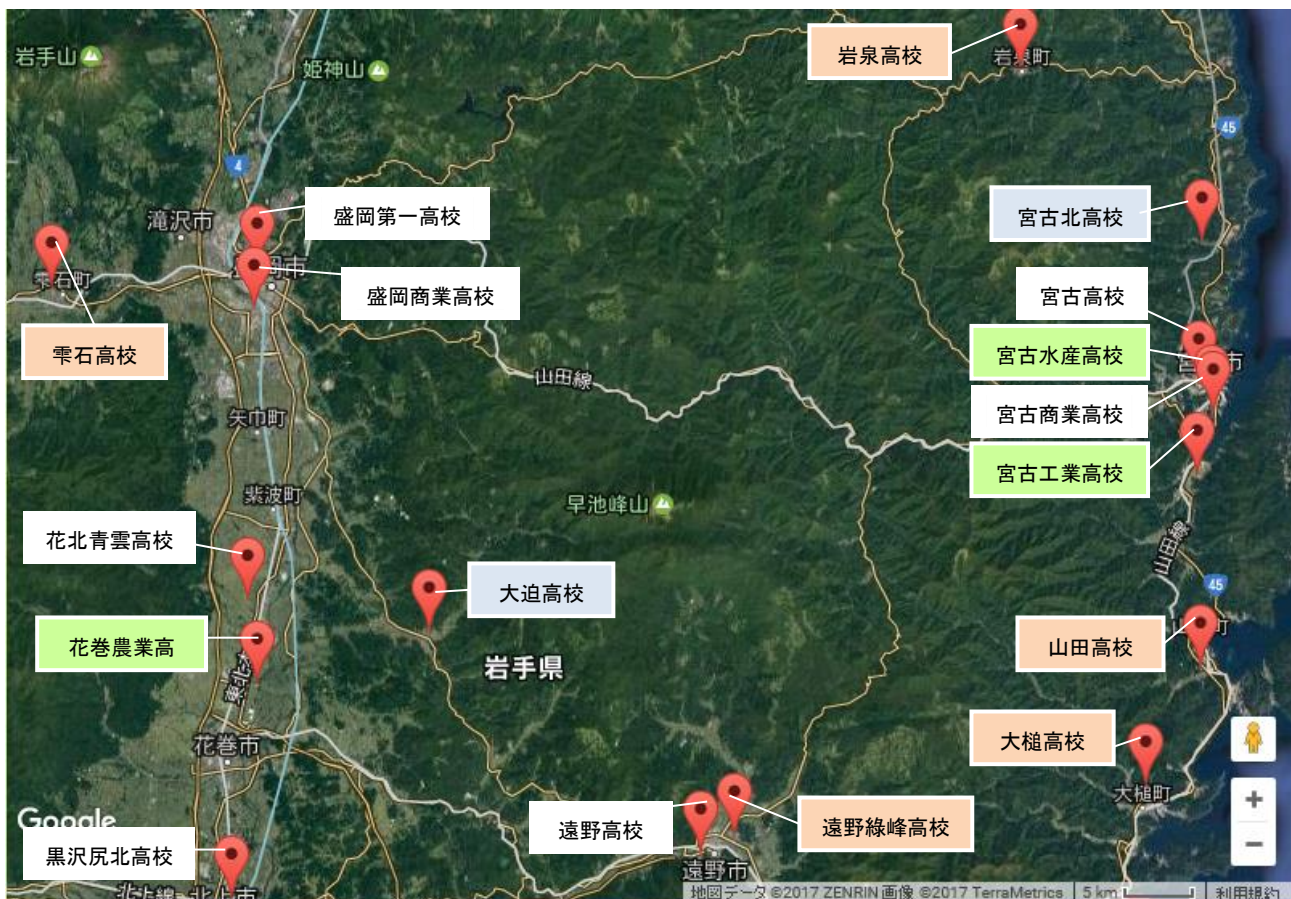 岩手山
姫神山
岩泉高校
岩泉町
45
4
盛岡第一高校
宮古北高校
滝沢市
盛岡商業高校
宮古高校
雫石町
雫石高校
宮古水産高校
山田線
宮古商業高校
矢巾町
宮古工業高校
紫波町
早池峰山
花北青雲高校
山田線
大迫高校
45
花巻農業高
山田高校
岩手県
花巻市
大槌高校
大槌町
遠野高校
遠野緑峰高校
Google
黒沢尻北高校
遠野市
北上市
地図データ ©2017 ZENRIN 画像 ©2017 TerraMetrics
5 km
利用規約